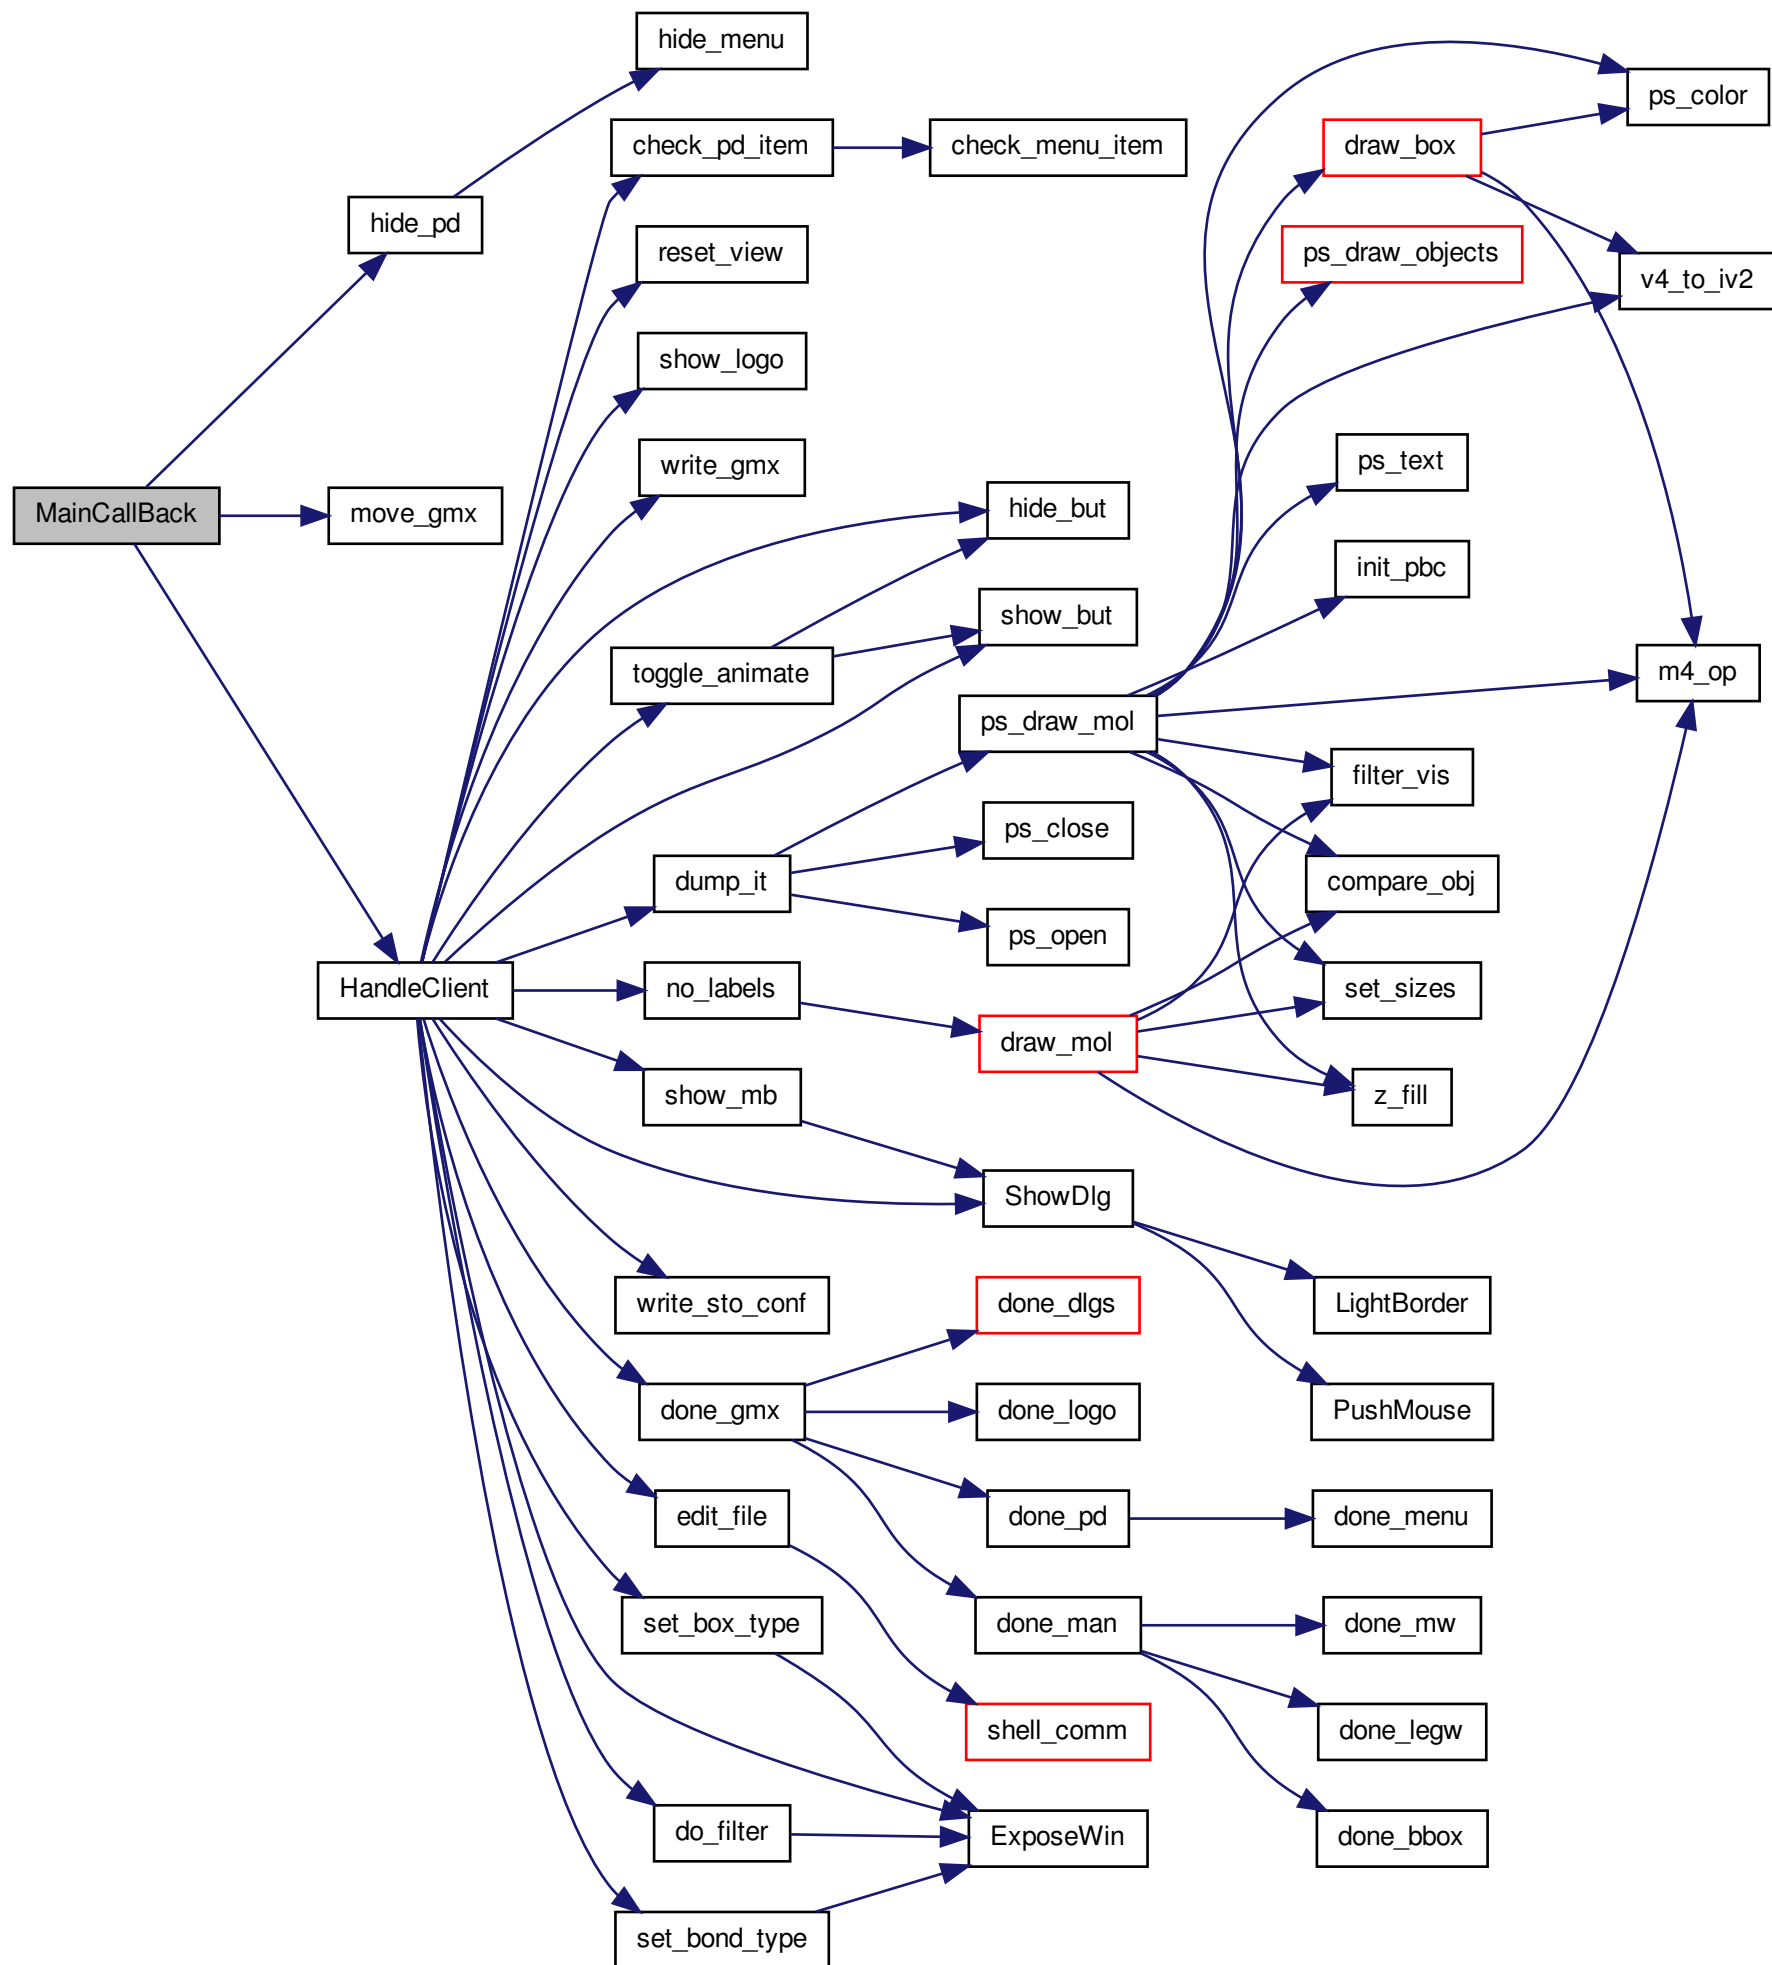 hide_menu
ps_color
check_pd_item
check_menu_item
draw_box
hide_pd
reset_view
ps_draw_objects
v4_to_iv2
show_logo
write_gmx
ps_text
MainCallBack
move_gmx
hide_but
init_pbc
show_but
toggle_animate
m4_op
ps_draw_mol
filter_vis
ps_close
dump_it
compare_obj
ps_open
HandleClient
no_labels
set_sizes
draw_mol
show_mb
z_fill
ShowDlg
write_sto_conf
done_dlgs
LightBorder
done_gmx
done_logo
PushMouse
edit_file
done_pd
done_menu
set_box_type
done_man
done_mw
shell_comm
done_legw
do_filter
ExposeWin
done_bbox
set_bond_type